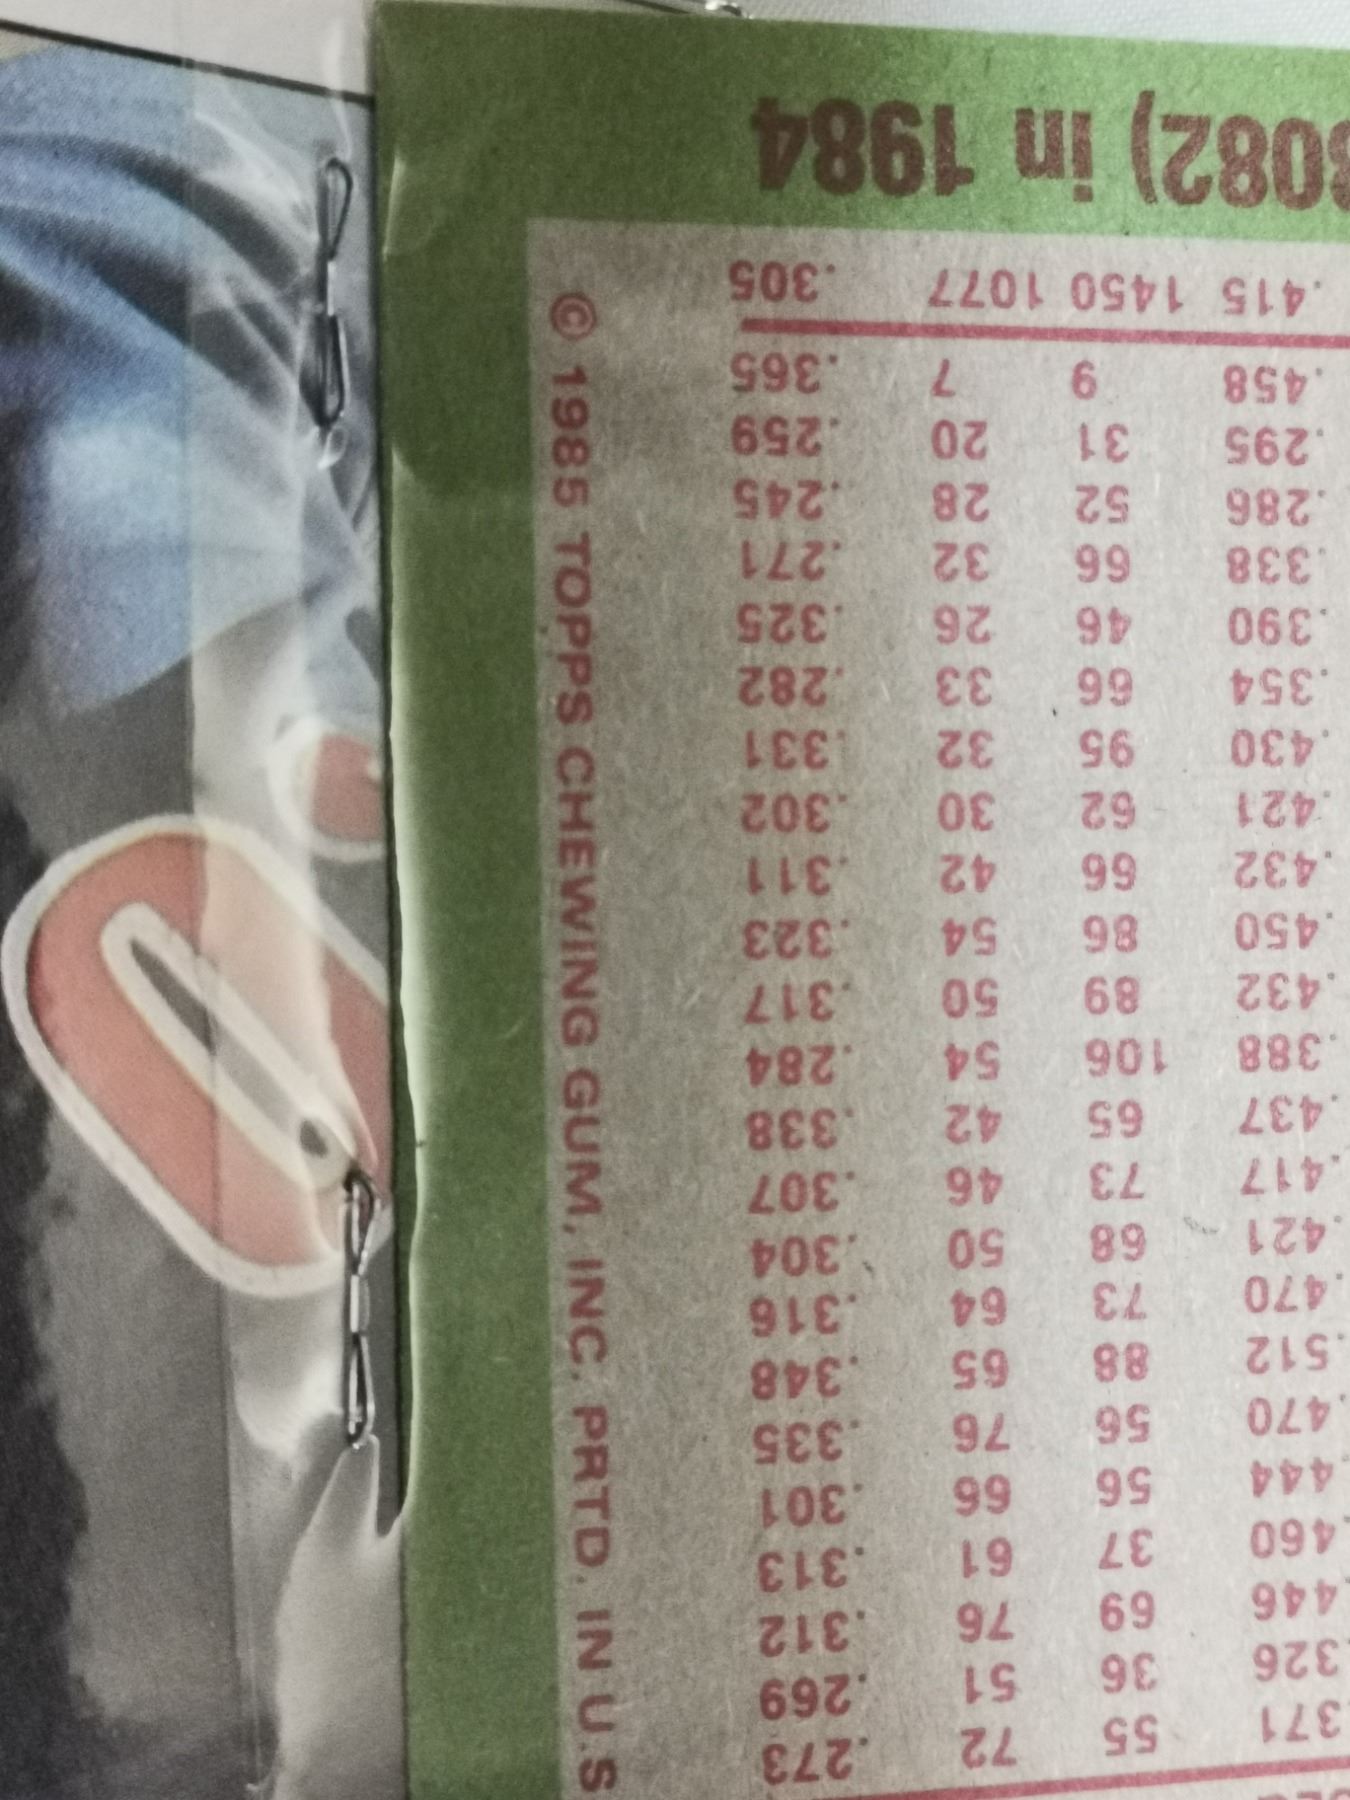 .371 55 72 .273
.326 36 51 .269
.446 69 76 .312
.460 37 61 .313
.444 56 66 .301
.470 56 76 .335
.512 88 65 .348
.470 73 64 .316
.421 68 50 .304
.417 73 46 .307
.437 65 42 .338
.388 106 54 .284
.432 89 50 .317
.450 86 54 .323
.432 66 42 .311
.421 62 30 .302
.430 95 32 .331
.354 66 33 .282
.390 46 26 .325
.338 66 32 .271
.286 52 28 .245
.295 31 20 .259
.458 9 7 .365
.415 1450 1077 .305
3082) in 1984
© 1985 TOPPS CHEWING GUM, INC. PRTD. IN U.S